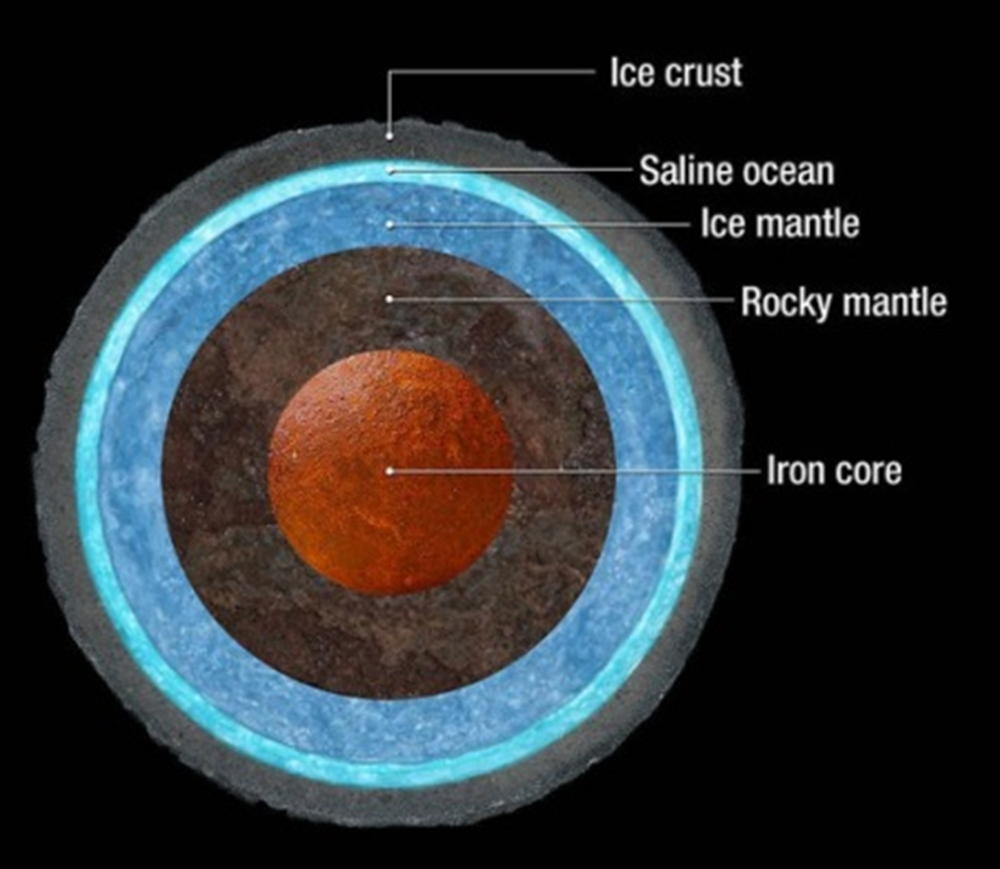 Ice crust
Saline ocean
Ice mantle
Rocky mantle
Iron core